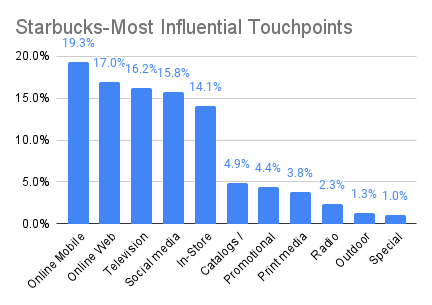 Starbucks-Most Influential Touchpoints
20.0%
15.0%
10.0%
5.0%
0.0%
19.3%
17.0%
16.2%
15.8%
14.1%
4.9%
4.4%
3.8%
2.3%
1.3%
1.0%
Online Mobile
Online Web
Television
Social media
In-Store
Catalogs /
Promotional
Print media
Radio
Outdoor
Special